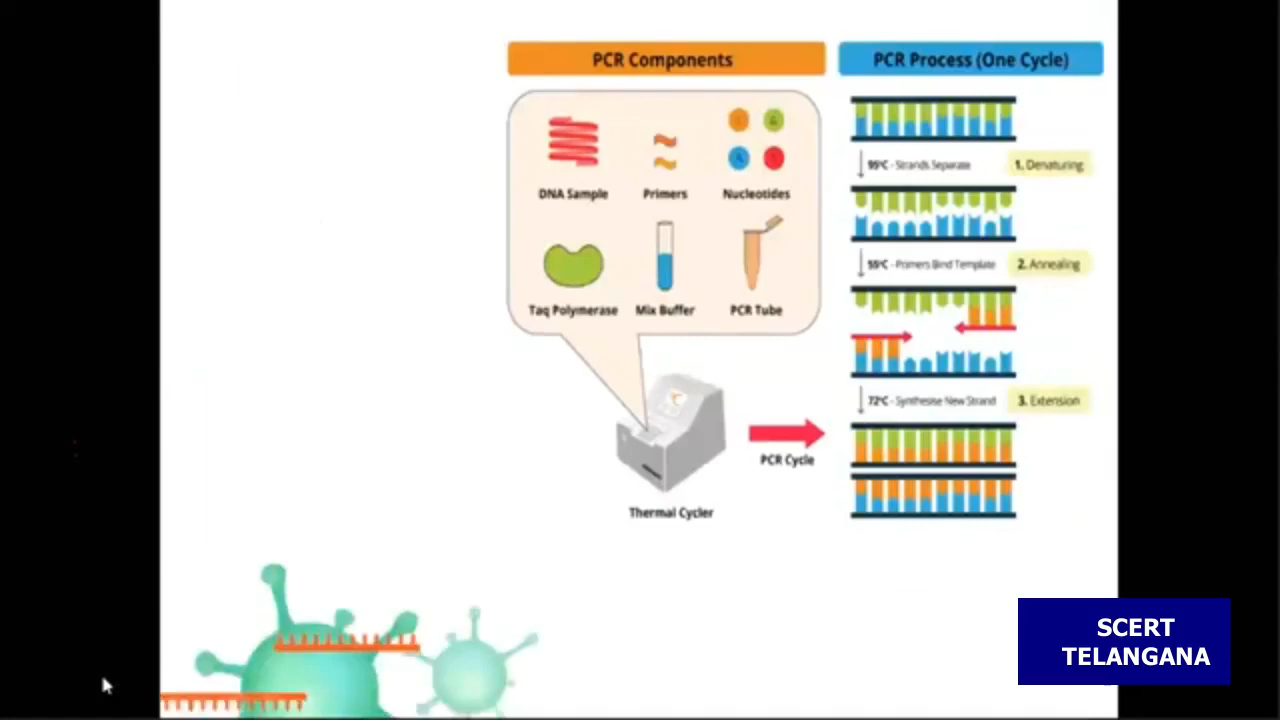 PCR Components
PCR Process (One Cycle)
DNA Sample
Primers
Nucleotides
Taq Polymerase
Mix Buffer
PCR Tube
Thermal Cycler
PCR Cycle
95°C - Strands Separate
1. Denaturing
55°C - Primers Bind Template
2. Annealing
72°C - Synthesise New Strand
3. Extension
SCERT
TELANGANA